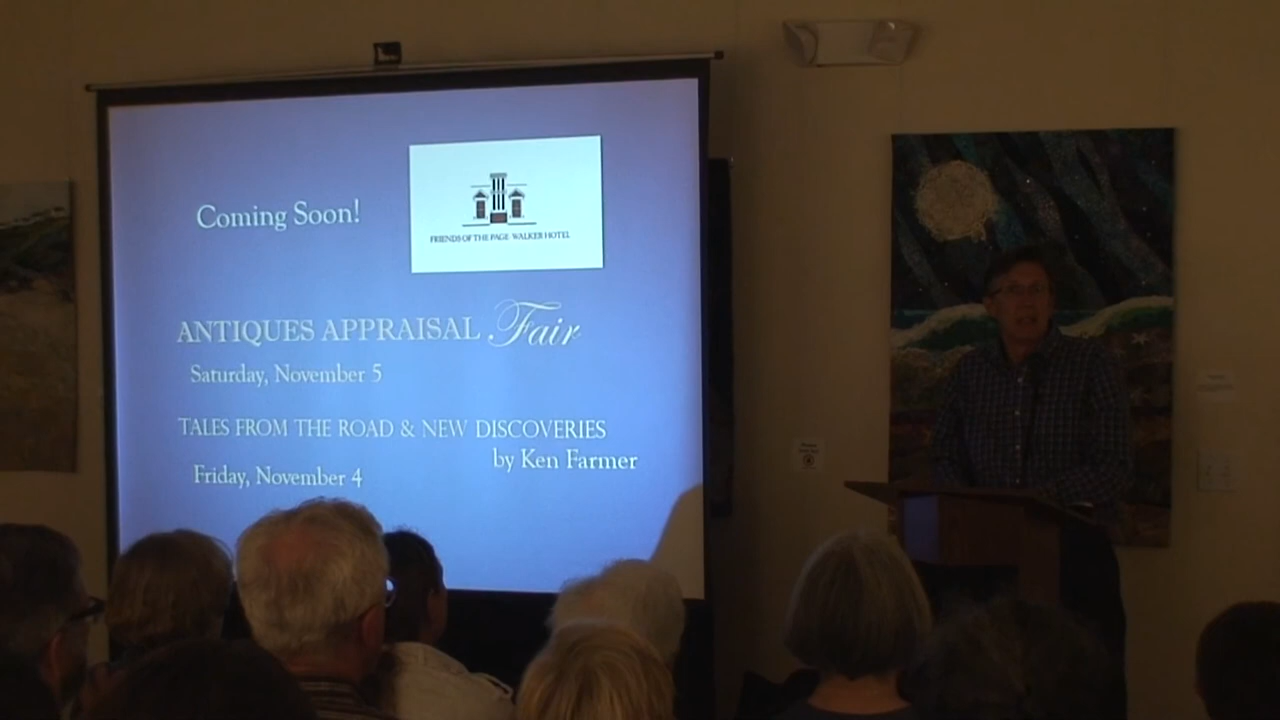 Coming Soon!
FRIENDS OF THE PAGE-WALKER HOTEL
ANTIQUES APPRAISAL Fair
Saturday, November 5
TALES FROM THE ROAD & NEW DISCOVERIES
by Ken Farmer
Friday, November 4